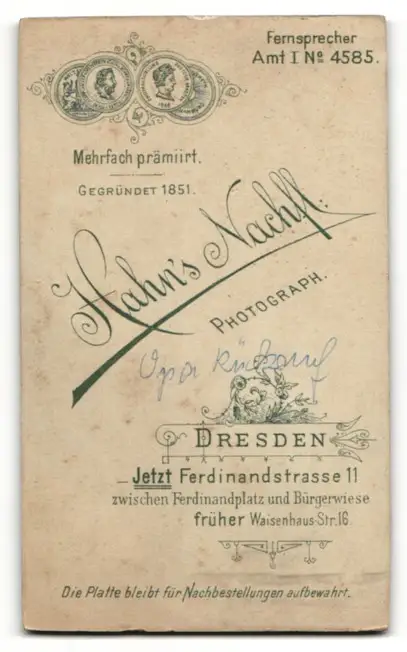 Fernsprecher
Amt I No 4585.
Mehrfach prämiirt.
GEGRÜNDET 1851.
Hahn's Nachfl.
PHOTOGRAPH.
Opa
DRESDEN
Jetzt Ferdinandstrasse 11
zwischen Ferdinandplatz und Bürgerwiese
früher Waisenhaus-Str.16.
Die Platte bleibt für Nachbestellungen aufbewahrt.